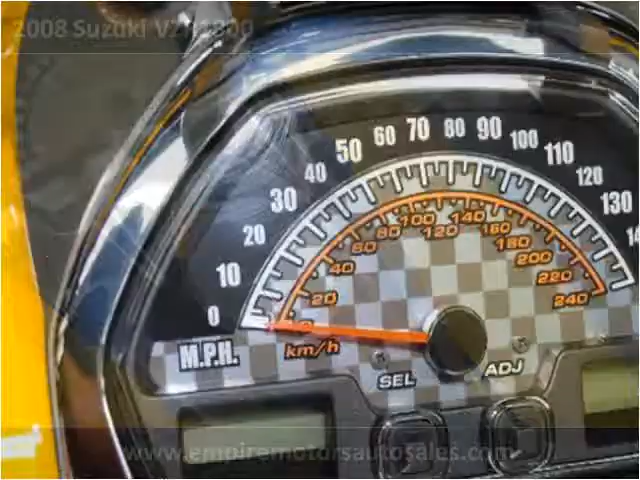 2008 Suzuki VZR1800
0 10 20 30 40 50 60 70 80 90 100 110 120 130
20 40 60 80 100 120 140 160 180 200 220 240
M.P.H.
km/h
SEL ADJ
www.empiremotorsautosales.com